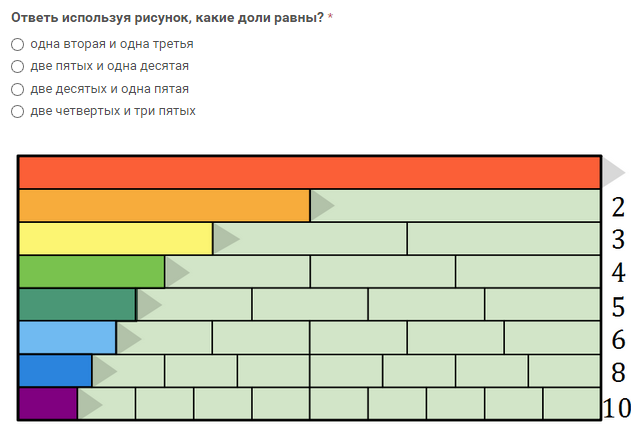 Ответь используя рисунок, какие доли равны? *
одна вторая и одна третья
две пятых и одна десятая
две десятых и одна пятая
две четвертых и три пятых
2
3
4
5
6
8
10